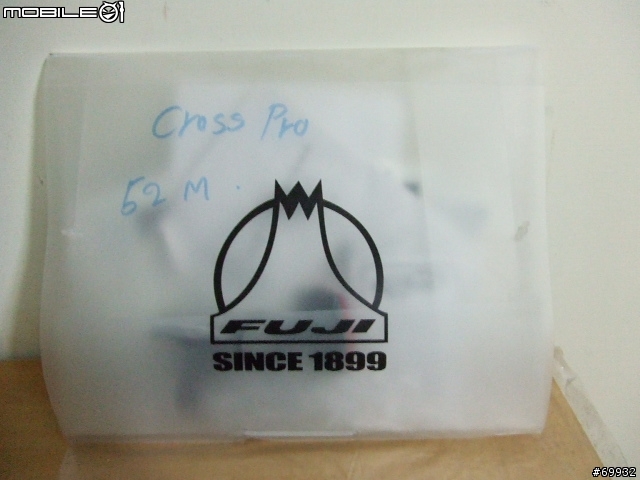 MOBILE01
Cross Pro
52 M.
FUJI
SINCE 1899
#69932